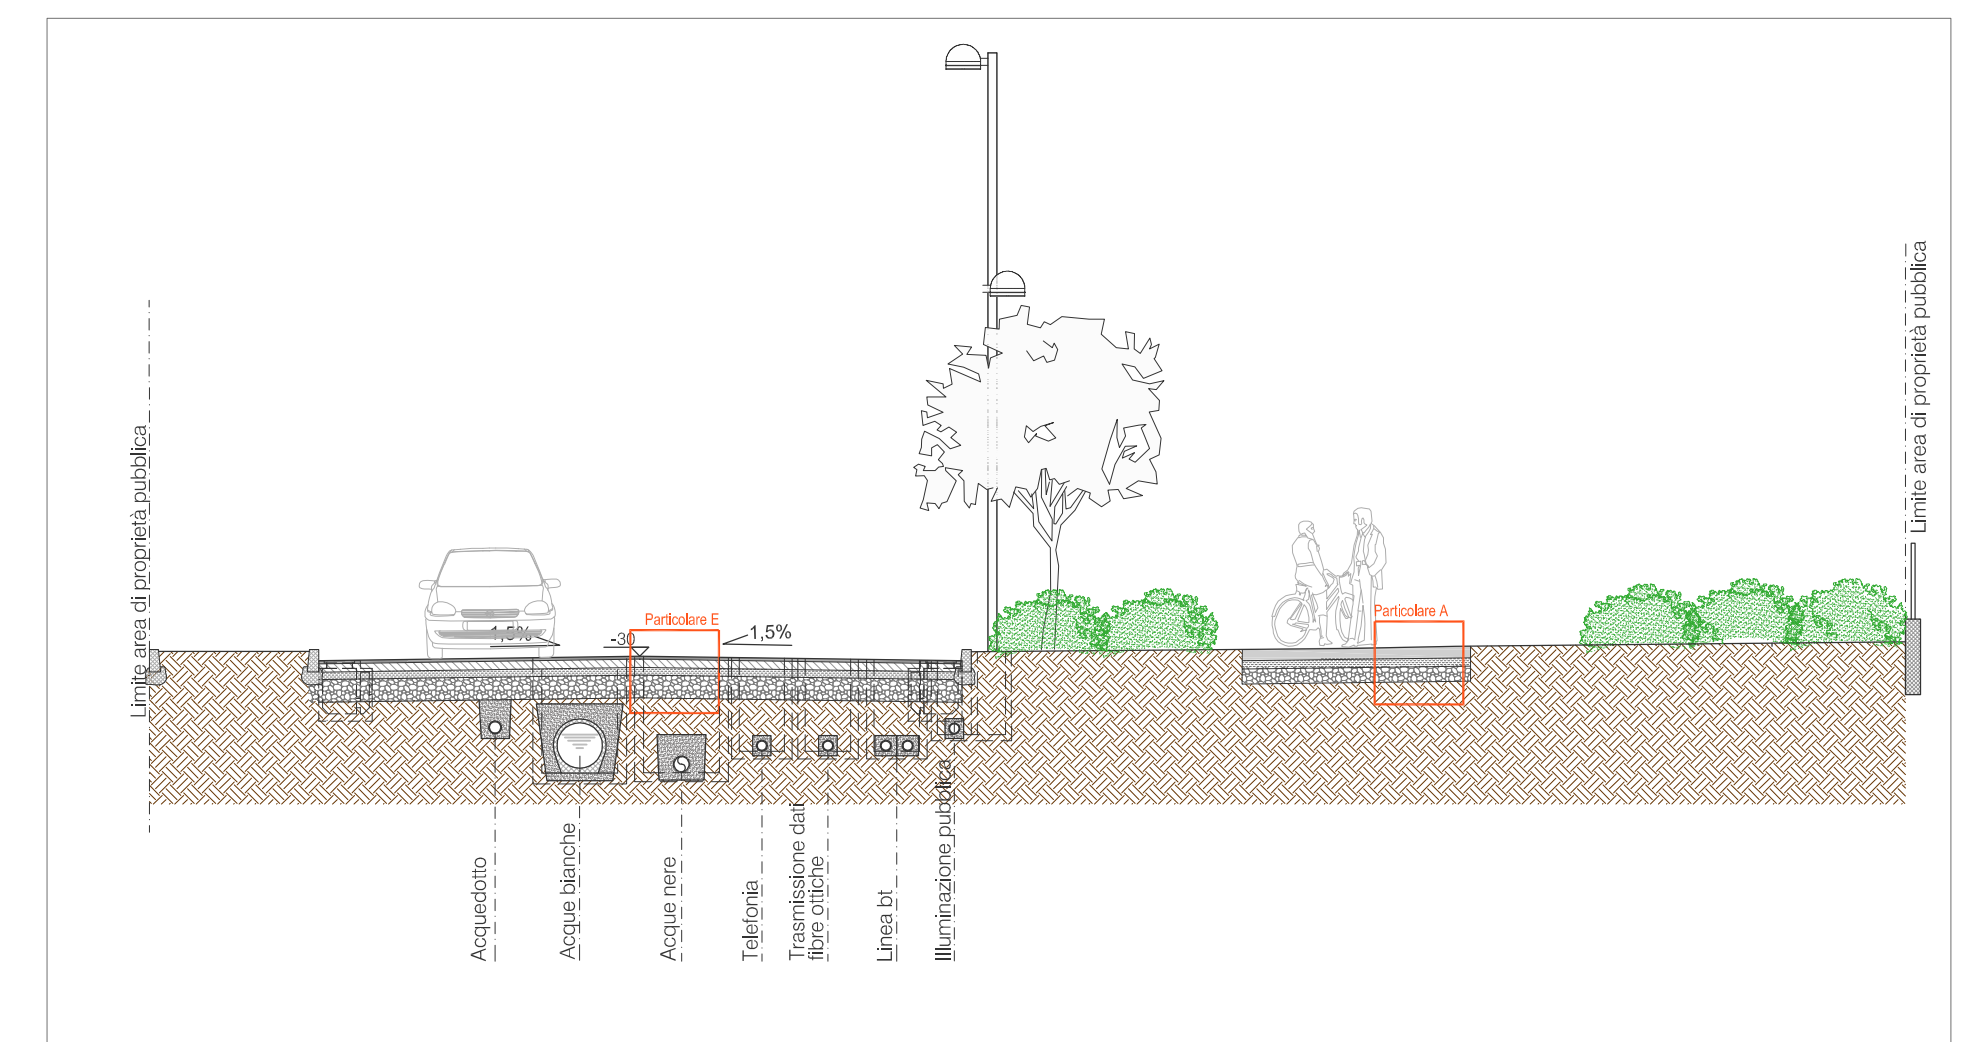 Limite area di proprietà pubblica
Limite area di proprietà pubblica
Particolare E
Particolare A
1,5%
-30
1,5%
Acquedotto
Acque bianche
Acque nere
Telefonia
Trasmissione dati
fibre ottiche
Linea bt
Illuminazione pubblica